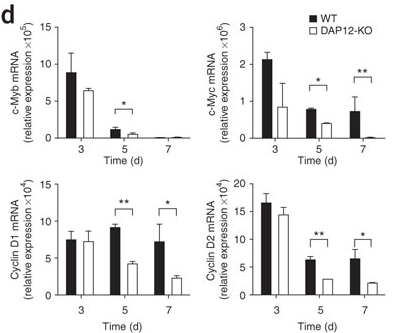 d
WT
DAP12-KO
c-Myb mRNA
(relative expression ×10⁵)
15
10
5
0
3 5 7
Time (d)
*
c-Myc mRNA
(relative expression ×10⁶)
3
2
1
0
3 5 7
Time (d)
*
**
Cyclin D1 mRNA
(relative expression ×10⁴)
15
10
5
0
3 5 7
Time (d)
**
*
Cyclin D2 mRNA
(relative expression ×10⁴)
20
15
10
5
0
3 5 7
Time (d)
**
*